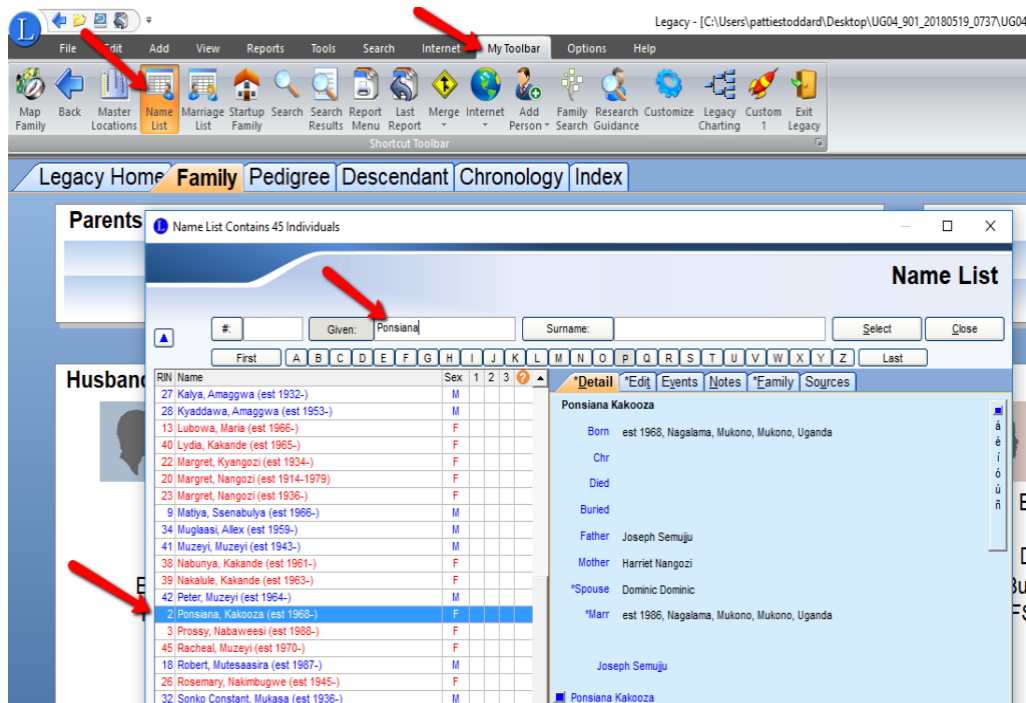 L
Legacy - [C:\Users\pattiestoddard\Desktop\UG04_901_20180519_0737\UG04
File Edit Add View Reports Tools Search Internet My Toolbar Options Help
Map Family
Back
Master Locations
Name List
Marriage List
Startup Family
Search
Search Results
Report Menu
Last Report
Merge
Internet
Add Person
Family Search
Research Guidance
Customize
Legacy Charting
Custom 1
Exit Legacy
Shortcut Toolbar
Legacy Home Family Pedigree Descendant Chronology Index
Parents
Husband
L Name List Contains 45 Individuals
Name List
#: Given: Ponsiana Surname: Select Close
First A B C D E F G H I J K L M N O P Q R S T U V W X Y Z Last
RIN Name Sex 1 2 3 ?
27 Kalya, Amaggwa (est 1932-) M
28 Kyaddawa, Amaggwa (est 1953-) M
13 Lubowa, Maria (est 1966-) F
40 Lydia, Kakande (est 1965-) F
22 Margret, Kyangozi (est 1934-) F
20 Margret, Nangozi (est 1914-1979) F
23 Margret, Nangozi (est 1936-) F
9 Matiya, Ssenabulya (est 1966-) M
34 Muglaasi, Allex (est 1959-) M
41 Muzeyi, Muzeyi (est 1943-) M
38 Nabunya, Kakande (est 1961-) F
39 Nakalule, Kakande (est 1963-) F
42 Peter, Muzeyi (est 1964-) M
2 Ponsiana, Kakooza (est 1968-) F
3 Prossy, Nabaweesi (est 1988-) F
45 Racheal, Muzeyi (est 1970-) F
18 Robert, Mutesaasira (est 1987-) M
26 Rosemary, Nakimbugwe (est 1945-) F
32 Sonko Constant, Mukasa (est 1936-) M
*Detail *Edit Events Notes *Family Sources
Ponsiana Kakooza
Born est 1968, Nagalama, Mukono, Mukono, Uganda
Chr
Died
Buried
Father Joseph Semujju
Mother Harriet Nangozi
*Spouse Dominic Dominic
*Marr est 1986, Nagalama, Mukono, Mukono, Uganda
Joseph Semujju
Ponsiana Kakooza
á
é
í
ó
ú
ñ